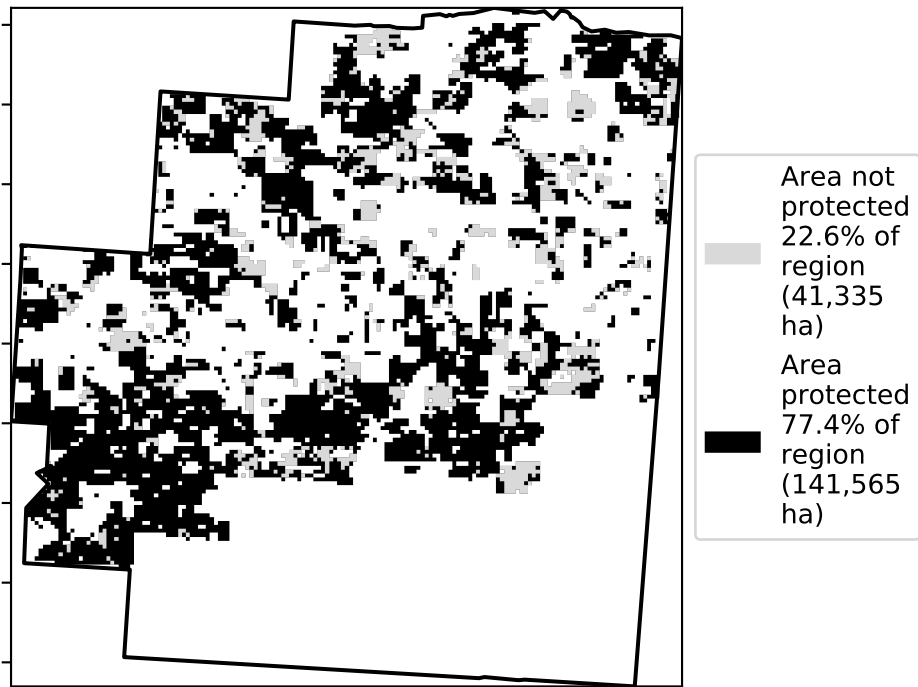 Area not
protected
22.6% of
region
(41,335
ha)
Area
protected
77.4% of
region
(141,565
ha)